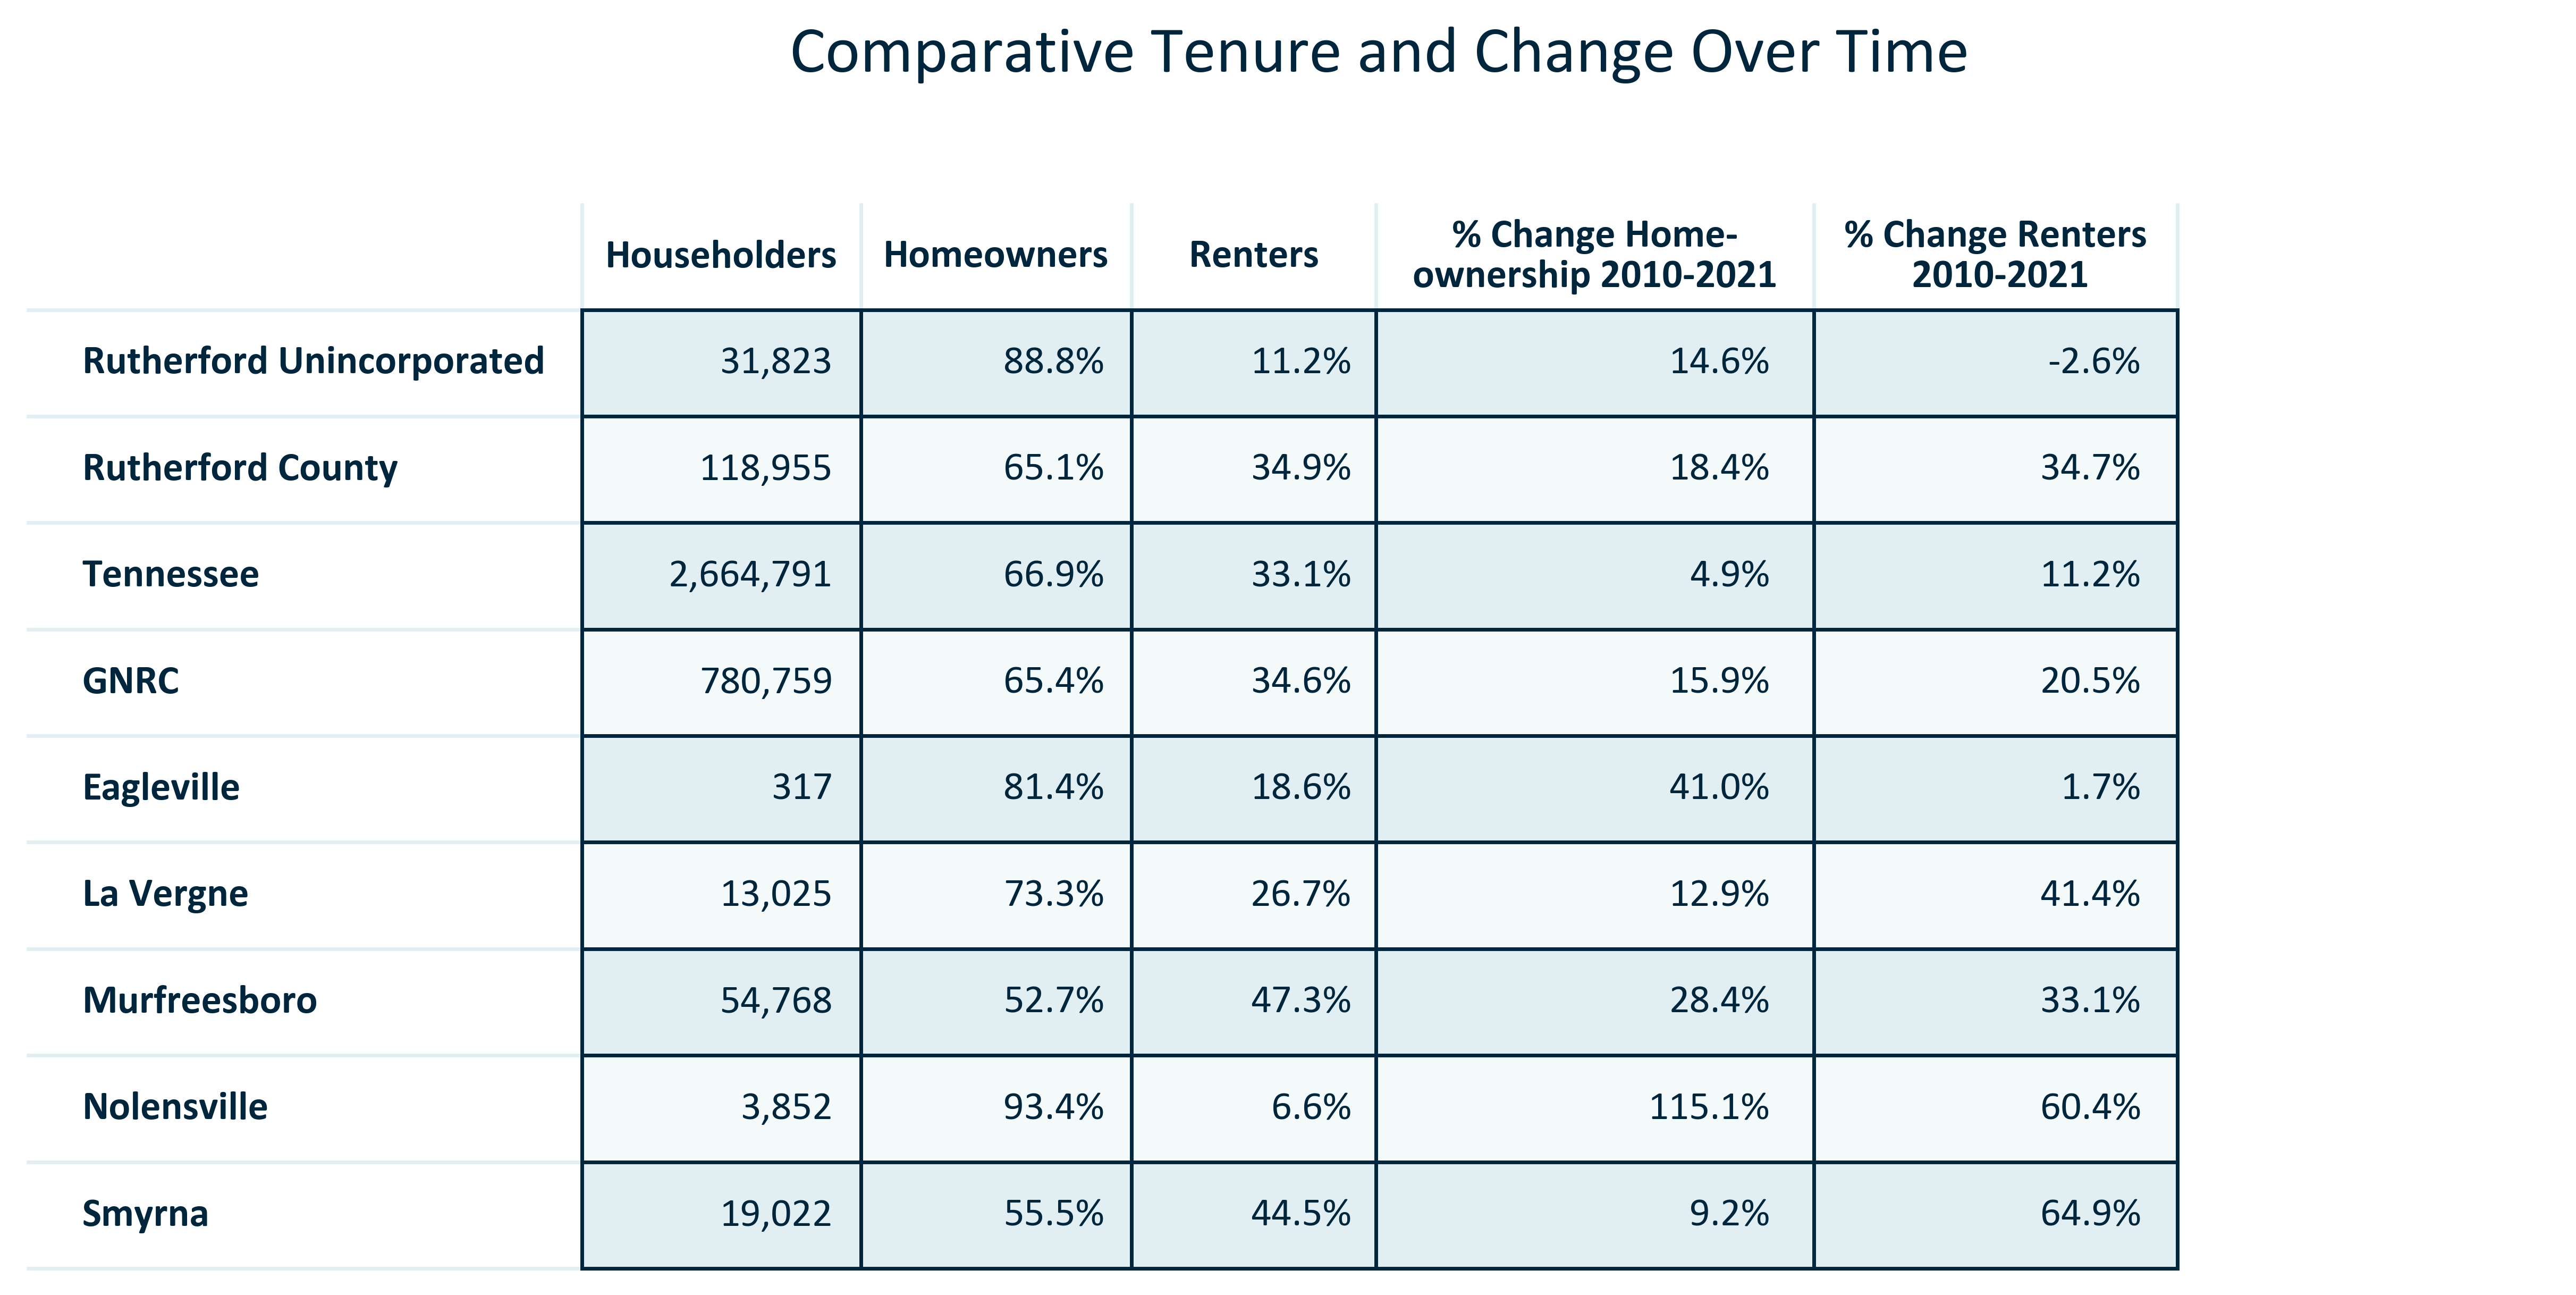 Comparative Tenure and Change Over Time
Householders Homeowners Renters % Change Home-
ownership 2010-2021 % Change Renters
2010-2021
Rutherford Unincorporated 31,823 88.8% 11.2% 14.6% -2.6%
Rutherford County 118,955 65.1% 34.9% 18.4% 34.7%
Tennessee 2,664,791 66.9% 33.1% 4.9% 11.2%
GNRC 780,759 65.4% 34.6% 15.9% 20.5%
Eagleville 317 81.4% 18.6% 41.0% 1.7%
La Vergne 13,025 73.3% 26.7% 12.9% 41.4%
Murfreesboro 54,768 52.7% 47.3% 28.4% 33.1%
Nolensville 3,852 93.4% 6.6% 115.1% 60.4%
Smyrna 19,022 55.5% 44.5% 9.2% 64.9%